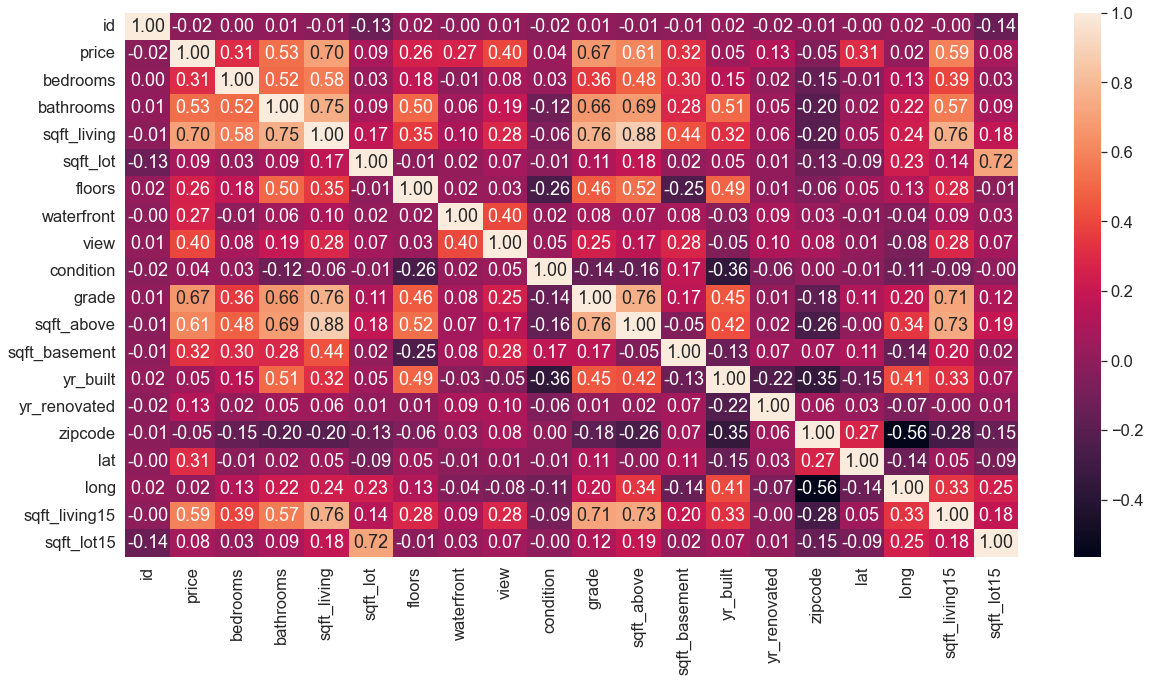 id 1.00 -0.02 0.00 0.01 -0.01 -0.13 0.02 -0.00 0.01 -0.02 0.01 -0.01 -0.01 0.02 -0.02 -0.01 -0.00 0.02 -0.00 -0.14
price -0.02 1.00 0.31 0.53 0.70 0.09 0.26 0.27 0.40 0.04 0.67 0.61 0.32 0.05 0.13 -0.05 0.31 0.02 0.59 0.08
bedrooms 0.00 0.31 1.00 0.52 0.58 0.03 0.18 -0.01 0.08 0.03 0.36 0.48 0.30 0.15 0.02 -0.15 -0.01 0.13 0.39 0.03
bathrooms 0.01 0.53 0.52 1.00 0.75 0.09 0.50 0.06 0.19 -0.12 0.66 0.69 0.28 0.51 0.05 -0.20 0.02 0.22 0.57 0.09
sqft_living -0.01 0.70 0.58 0.75 1.00 0.17 0.35 0.10 0.28 -0.06 0.76 0.88 0.44 0.32 0.06 -0.20 0.05 0.24 0.76 0.18
sqft_lot -0.13 0.09 0.03 0.09 0.17 1.00 -0.01 0.02 0.07 -0.01 0.11 0.18 0.02 0.05 0.01 -0.13 -0.09 0.23 0.14 0.72
floors 0.02 0.26 0.18 0.50 0.35 -0.01 1.00 0.02 0.03 -0.26 0.46 0.52 -0.25 0.49 0.01 -0.06 0.05 0.13 0.28 -0.01
waterfront -0.00 0.27 -0.01 0.06 0.10 0.02 0.02 1.00 0.40 0.02 0.08 0.07 0.08 -0.03 0.09 0.03 -0.01 -0.04 0.09 0.03
view 0.01 0.40 0.08 0.19 0.28 0.07 0.03 0.40 1.00 0.05 0.25 0.17 0.28 -0.05 0.10 0.08 0.01 -0.08 0.28 0.07
condition -0.02 0.04 0.03 -0.12 -0.06 -0.01 -0.26 0.02 0.05 1.00 -0.14 -0.16 0.17 -0.36 -0.06 0.00 -0.01 -0.11 -0.09 -0.00
grade 0.01 0.67 0.36 0.66 0.76 0.11 0.46 0.08 0.25 -0.14 1.00 0.76 0.17 0.45 0.01 -0.18 0.11 0.20 0.71 0.12
sqft_above -0.01 0.61 0.48 0.69 0.88 0.18 0.52 0.07 0.17 -0.16 0.76 1.00 -0.05 0.42 0.02 -0.26 -0.00 0.34 0.73 0.19
sqft_basement -0.01 0.32 0.30 0.28 0.44 0.02 -0.25 0.08 0.28 0.17 0.17 -0.05 1.00 -0.13 0.07 0.07 0.11 -0.14 0.20 0.02
yr_built 0.02 0.05 0.15 0.51 0.32 0.05 0.49 -0.03 -0.05 -0.36 0.45 0.42 -0.13 1.00 -0.22 -0.35 -0.15 0.41 0.33 0.07
yr_renovated -0.02 0.13 0.02 0.05 0.06 0.01 0.01 0.09 0.10 -0.06 0.01 0.02 0.07 -0.22 1.00 0.06 0.03 -0.07 -0.00 0.01
zipcode -0.01 -0.05 -0.15 -0.20 -0.20 -0.13 -0.06 0.03 0.08 0.00 -0.18 -0.26 0.07 -0.35 0.06 1.00 0.27 -0.56 -0.28 -0.15
lat -0.00 0.31 -0.01 0.02 0.05 -0.09 0.05 -0.01 0.01 -0.01 0.11 -0.00 0.11 -0.15 0.03 0.27 1.00 -0.14 0.05 -0.09
long 0.02 0.02 0.13 0.22 0.24 0.23 0.13 -0.04 -0.08 -0.11 0.20 0.34 -0.14 0.41 -0.07 -0.56 -0.14 1.00 0.33 0.25
sqft_living15 -0.00 0.59 0.39 0.57 0.76 0.14 0.28 0.09 0.28 -0.09 0.71 0.73 0.20 0.33 -0.00 -0.28 0.05 0.33 1.00 0.18
sqft_lot15 -0.14 0.08 0.03 0.09 0.18 0.72 -0.01 0.03 0.07 -0.00 0.12 0.19 0.02 0.07 0.01 -0.15 -0.09 0.25 0.18 1.00
id price bedrooms bathrooms sqft_living sqft_lot floors waterfront view condition grade sqft_above sqft_basement yr_built yr_renovated zipcode lat long sqft_living15 sqft_lot15
1.0
0.8
0.6
0.4
0.2
0.0
-0.2
-0.4